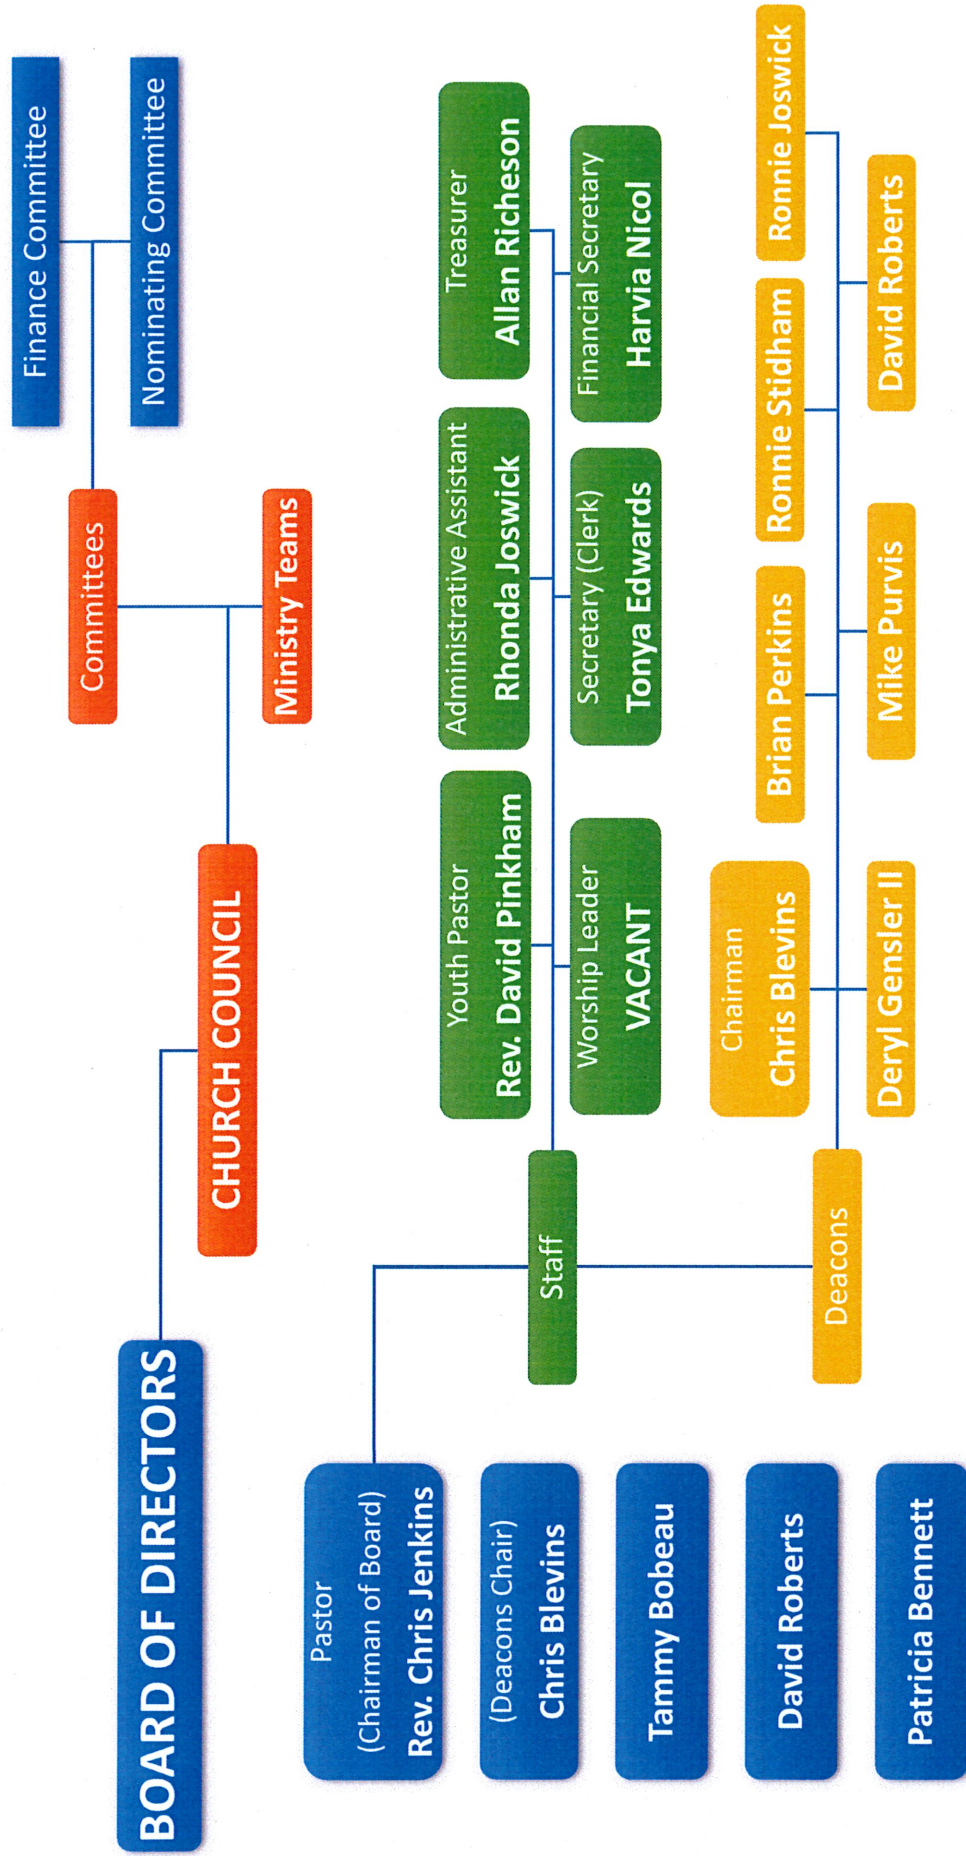 BOARD OF DIRECTORS
Pastor
(Chairman of Board)
Rev. Chris Jenkins
(Deacons Chair)
Chris Blevins
Tammy Bobeau
David Roberts
Patricia Bennett
CHURCH COUNCIL
Committees
Ministry Teams
Finance Committee
Nominating Committee
Staff
Youth Pastor
Rev. David Pinkham
Administrative Assistant
Rhonda Joswick
Treasurer
Allan Richeson
Worship Leader
VACANT
Secretary (Clerk)
Tonya Edwards
Financial Secretary
Harvia Nicol
Deacons
Chairman
Chris Blevins
Brian Perkins
Ronnie Stidham
Ronnie Joswick
Deryl Gensler II
Mike Purvis
David Roberts